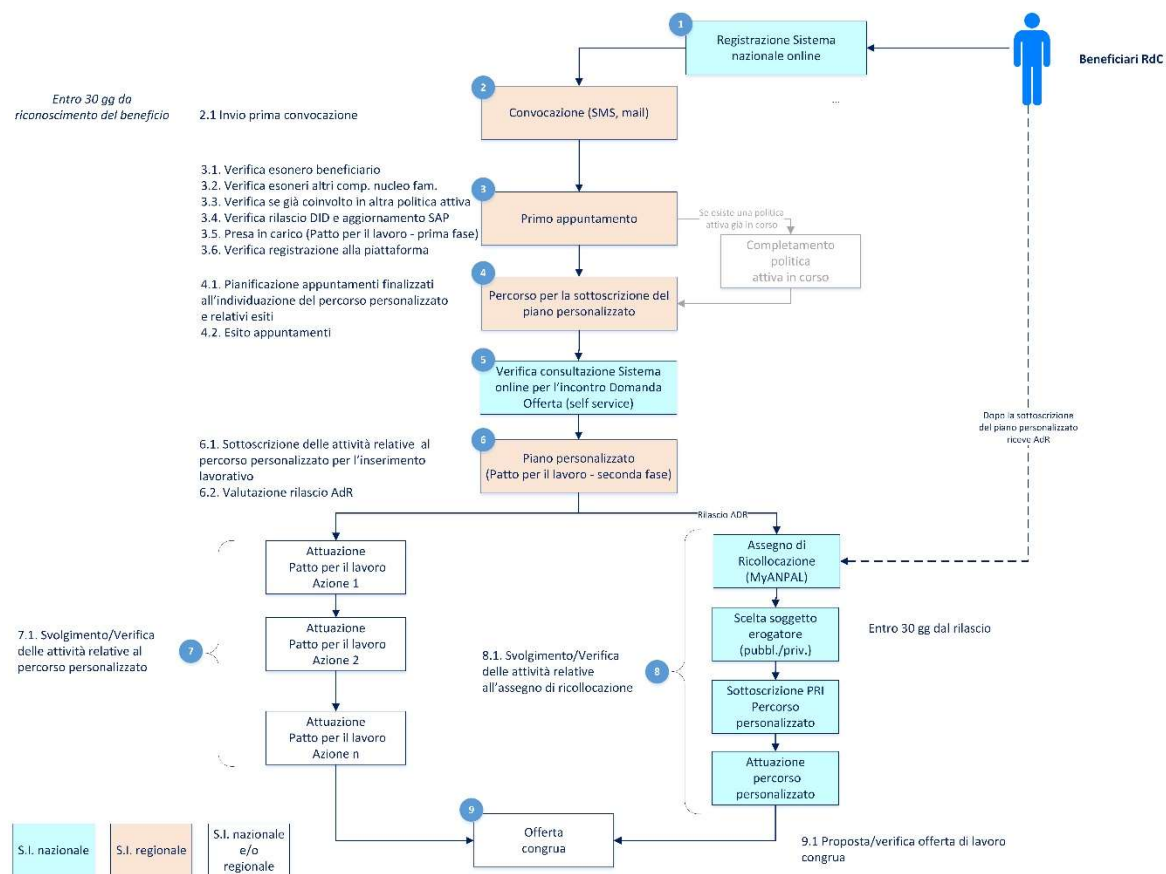 1
Registrazione Sistema
nazionale online
Beneficiari RdC
...
Entro 30 gg da
riconoscimento del beneficio
2.1 Invio prima convocazione
2
Convocazione (SMS, mail)
3.1. Verifica esonero beneficiario
3.2. Verifica esoneri altri comp. nucleo fam.
3.3. Verifica se già coinvolto in altra politica attiva
3.4. Verifica rilascio DID e aggiornamento SAP
3.5. Presa in carico (Patto per il lavoro - prima fase)
3.6. Verifica registrazione alla piattaforma
3
Primo appuntamento
Se esiste una politica
attiva già in corso
Completamento
politica
attiva in corso
4.1. Pianificazione appuntamenti finalizzati
all'individuazione del percorso personalizzato
e relativi esiti
4.2. Esito appuntamenti
4
Percorso per la sottoscrizione del
piano personalizzato
5
Verifica consultazione Sistema
online per l'incontro Domanda
Offerta (self service)
Dopo la sottoscrizione
del piano personalizzato
riceve AdR
6.1. Sottoscrizione delle attività relative al
percorso personalizzato per l'inserimento
lavorativo
6.2. Valutazione rilascio AdR
6
Piano personalizzato
(Patto per il lavoro - seconda fase)
Rilascio ADR
7.1. Svolgimento/Verifica
delle attività relative al
percorso personalizzato
7
Attuazione
Patto per il lavoro
Azione 1
Attuazione
Patto per il lavoro
Azione 2
Attuazione
Patto per il lavoro
Azione n
8.1. Svolgimento/Verifica
delle attività relative
all'assegno di ricollocazione
8
Assegno di
Ricollocazione
(MyANPAL)
Scelta soggetto
erogatore
(pubbl./priv.)
Entro 30 gg dal rilascio
Sottoscrizione PRI
Percorso
personalizzato
Attuazione
percorso
personalizzato
9
Offerta
congrua
9.1 Proposta/verifica offerta di lavoro
congrua
S.I. nazionale
S.I. regionale
S.I. nazionale
e/o
regionale